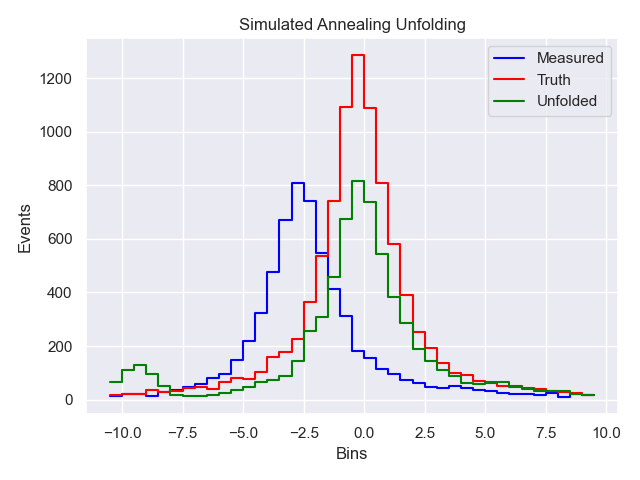 Simulated Annealing Unfolding
Measured
Truth
Unfolded
Events
1200
1000
800
600
400
200
0
−10.0 −7.5 −5.0 −2.5 0.0 2.5 5.0 7.5 10.0
Bins